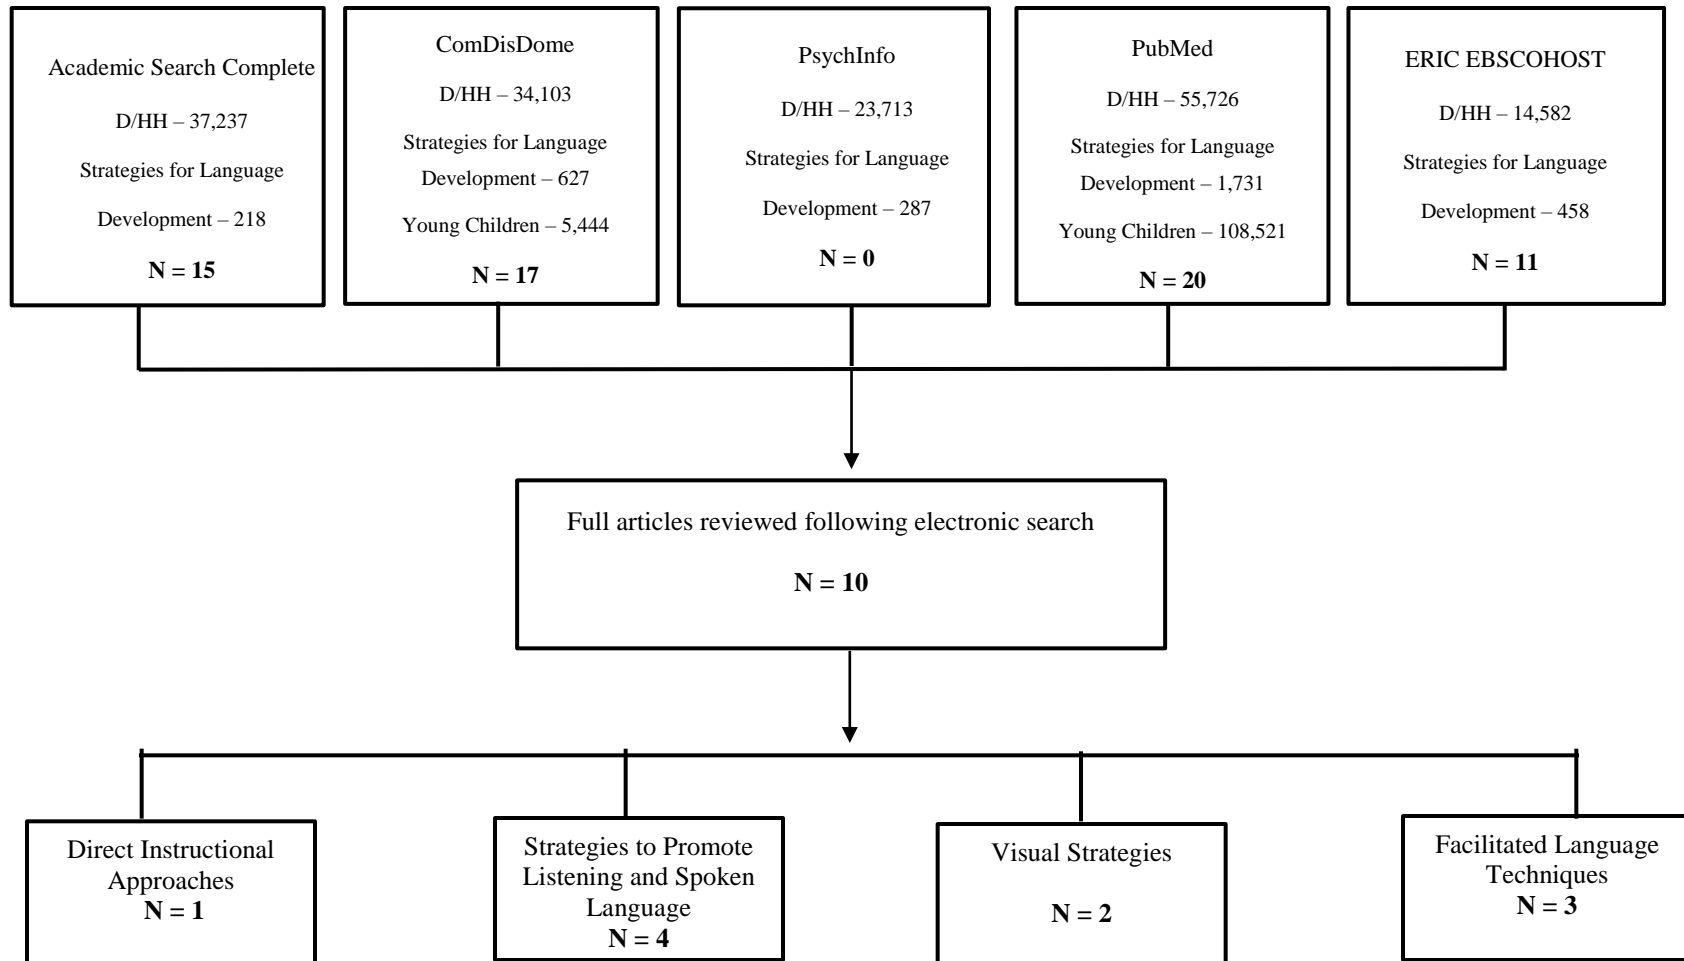 Academic Search Complete
D/HH – 37,237
Strategies for Language
Development – 218
N = 15
ComDisDome
D/HH – 34,103
Strategies for Language
Development – 627
Young Children – 5,444
N = 17
PsychInfo
D/HH – 23,713
Strategies for Language
Development – 287
N = 0
PubMed
D/HH – 55,726
Strategies for Language
Development – 1,731
Young Children – 108,521
N = 20
ERIC EBSCOHOST
D/HH – 14,582
Strategies for Language
Development – 458
N = 11
Full articles reviewed following electronic search
N = 10
Direct Instructional
Approaches
N = 1
Strategies to Promote
Listening and Spoken
Language
N = 4
Visual Strategies
N = 2
Facilitated Language
Techniques
N = 3